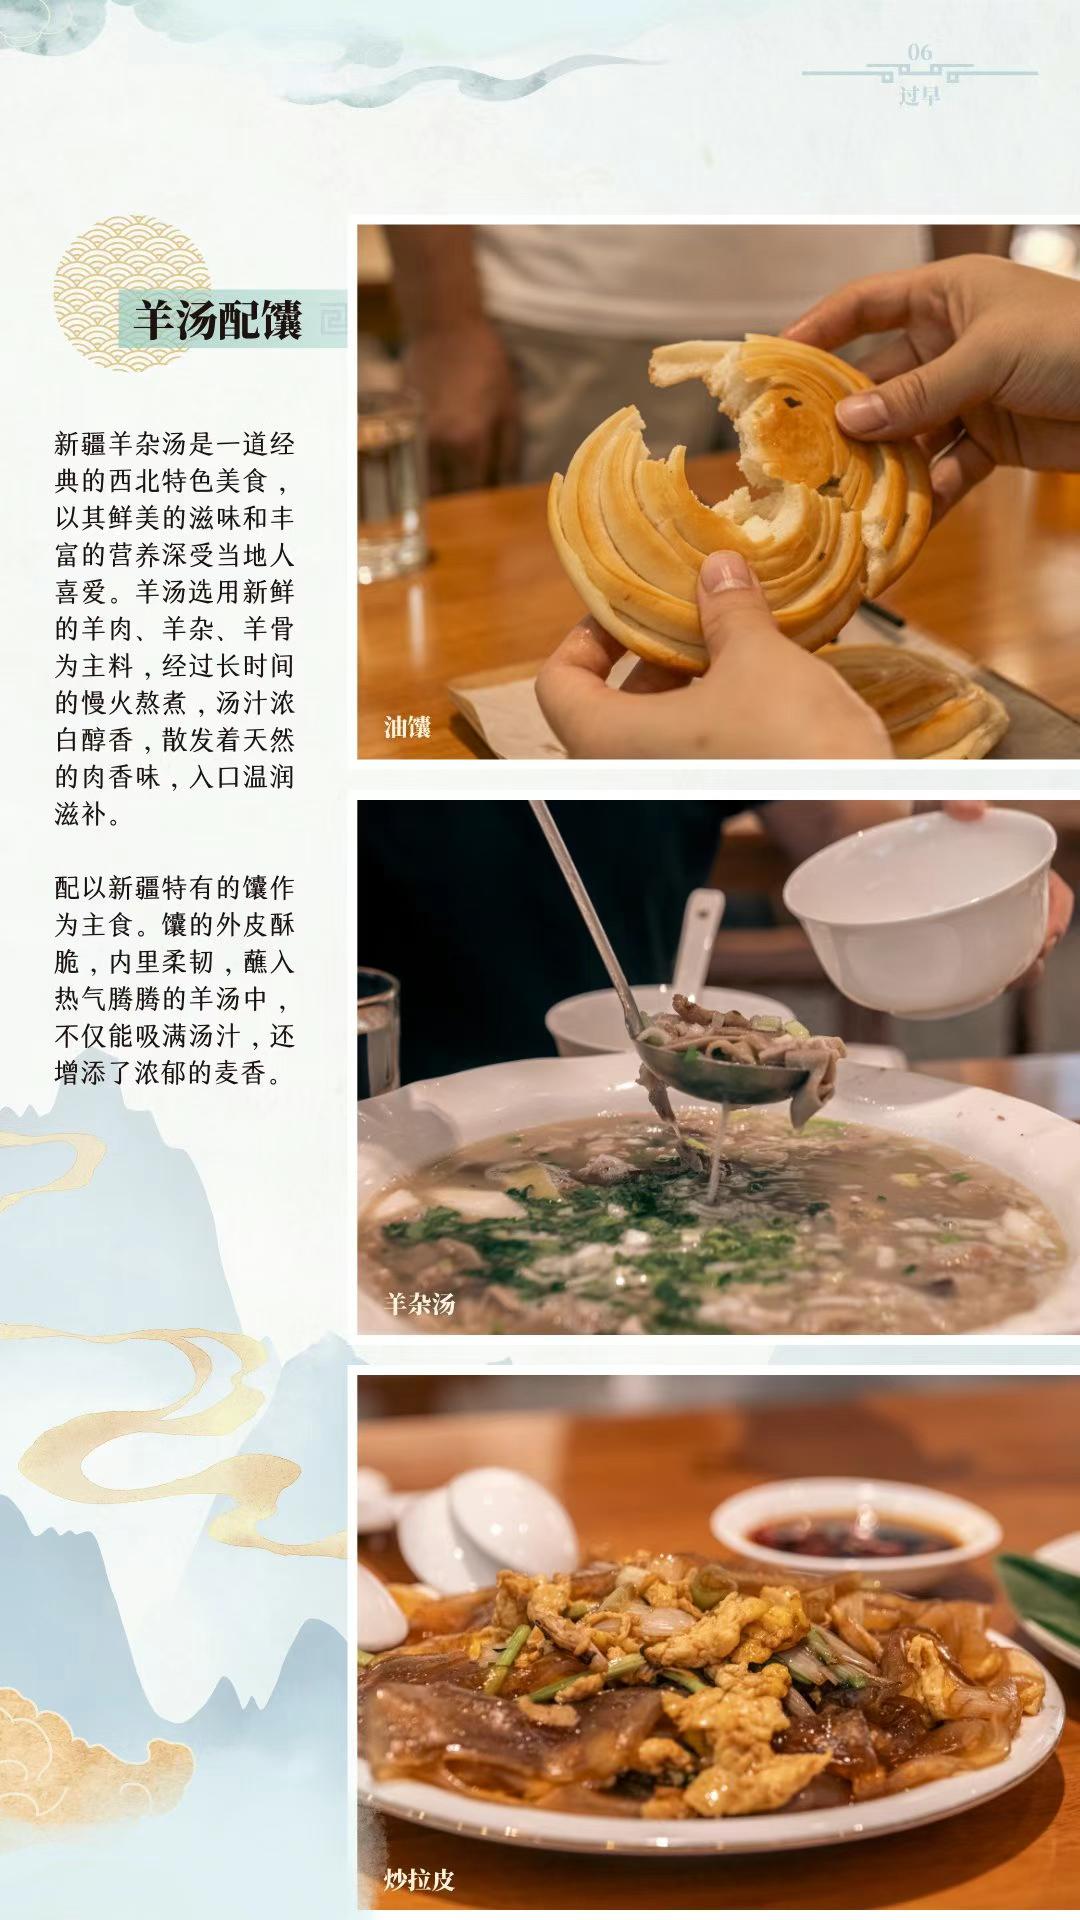 06
过早
羊汤配馕
新疆羊杂汤是一道经
典的西北特色美食，
以其鲜美的滋味和丰
富的营养深受当地人
喜爱。羊汤选用新鲜
的羊肉、羊杂、羊骨
为主料，经过长时间
的慢火熬煮，汤汁浓
白醇香，散发着天然
的肉香味，入口温润
滋补。
配以新疆特有的馕作
为主食。馕的外皮酥
脆，内里柔韧，蘸入
热气腾腾的羊汤中，
不仅能吸满汤汁，还
增添了浓郁的麦香。
油馕
羊杂汤
炒拉皮